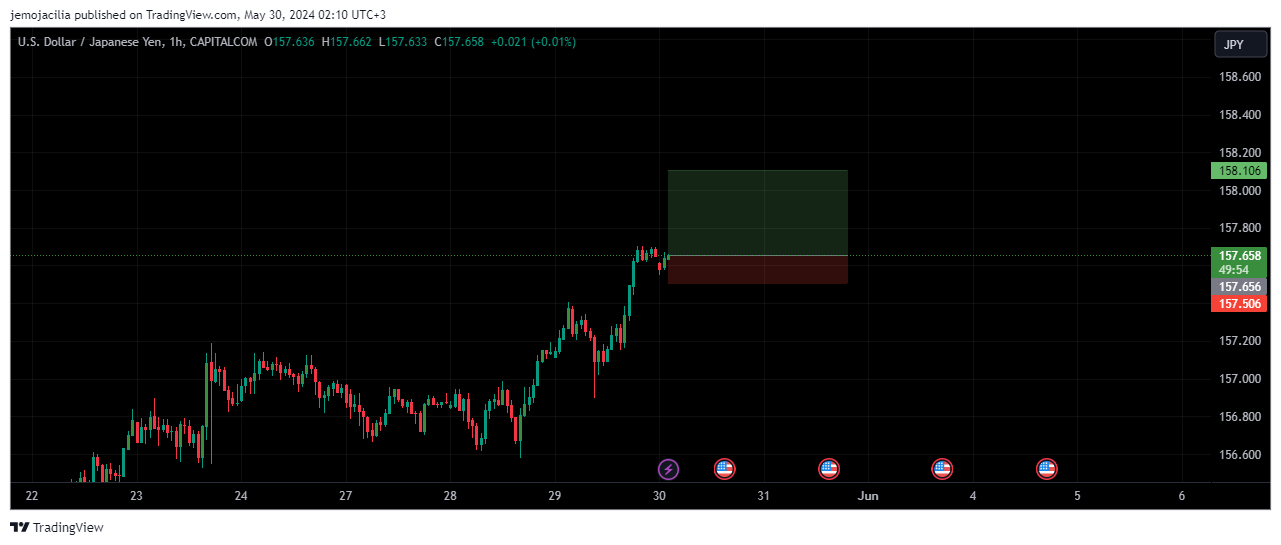 jemojacilia published on TradingView.com, May 30, 2024 02:10 UTC+3
U.S. Dollar / Japanese Yen, 1h, CAPITALCOM O157.636 H157.662 L157.633 C157.658 +0.021 (+0.01%)
JPY
158.600
158.400
158.200
158.106
158.000
157.800
157.658
49:54
157.656
157.506
157.200
157.000
156.800
156.600
22 23 24 27 28 29 30 31 Jun 4 5 6
TradingView